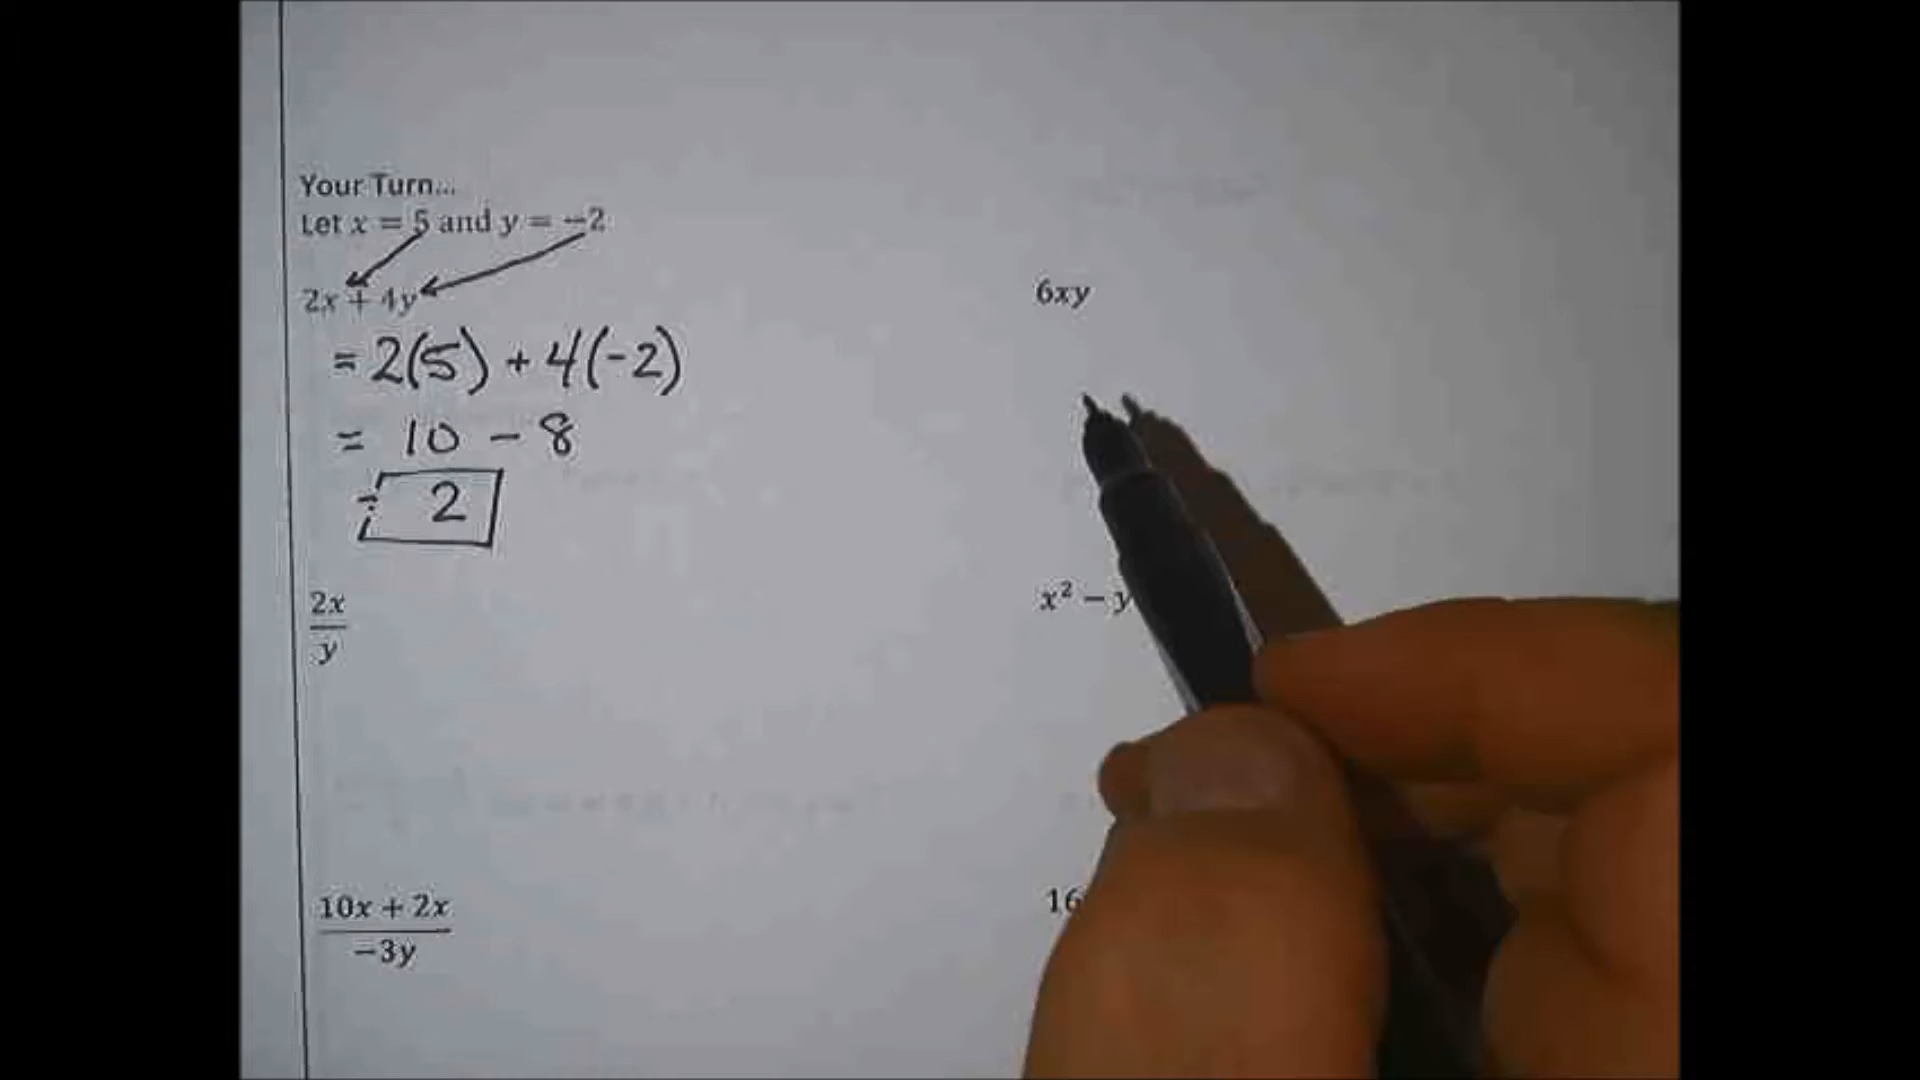 Your Turn...
Let x = 5 and y = −2
2x + 4y
= 2(5) + 4(-2)
= 10 - 8
= 2
6xy
2x
y
x² − y
10x + 2x
−3y
16